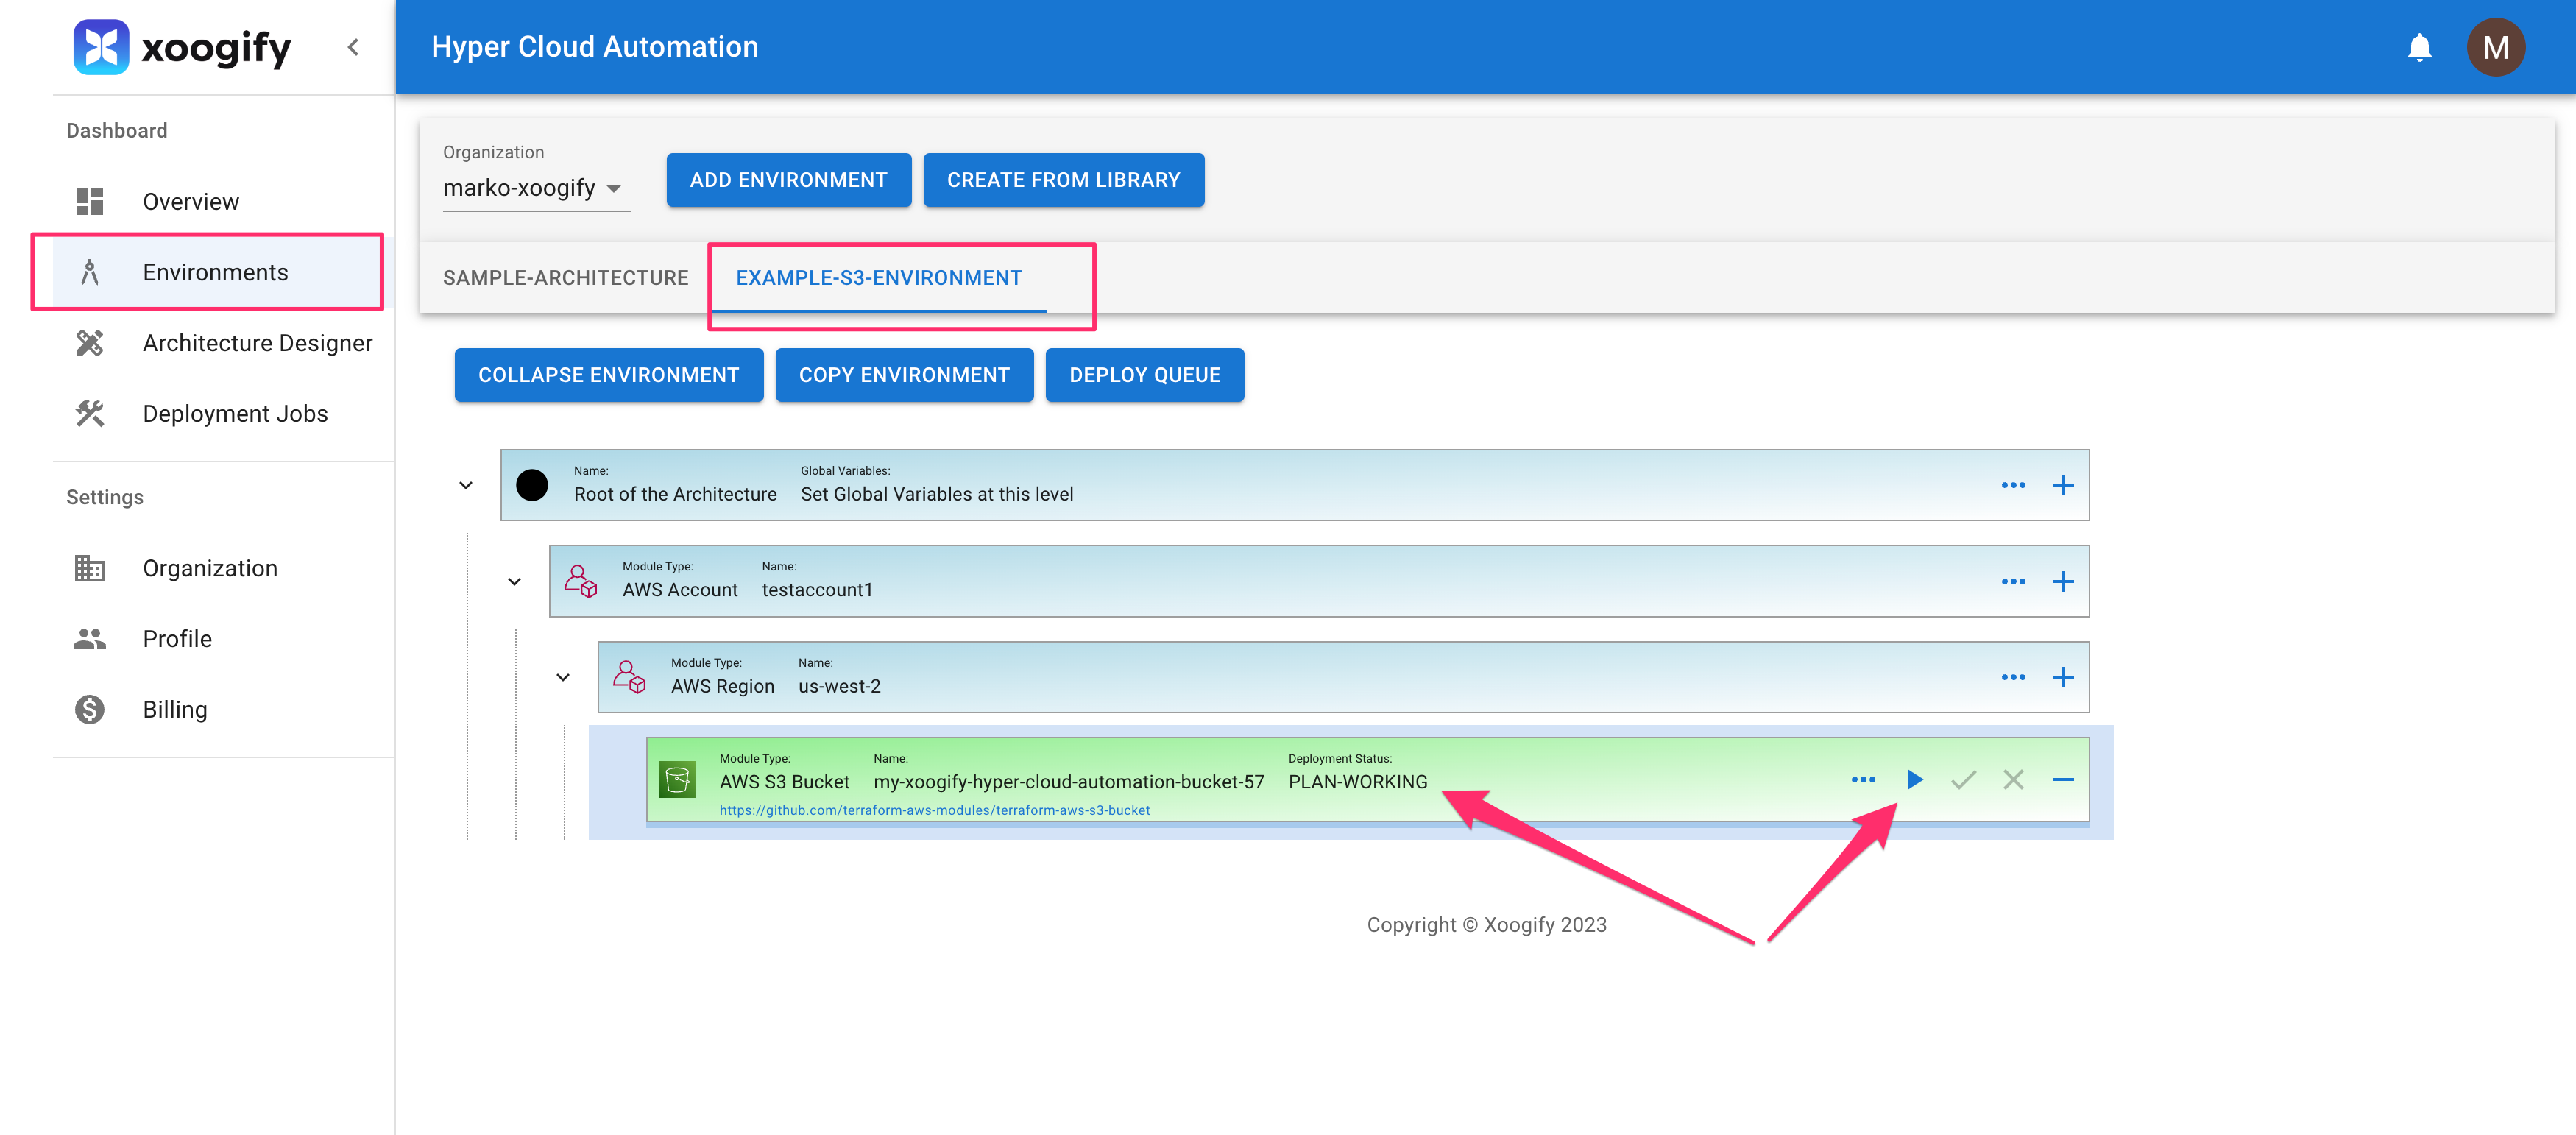 xoogify
Hyper Cloud Automation
M
Dashboard
Overview
Environments
Architecture Designer
Deployment Jobs
Settings
Organization
Profile
Billing
Organization
marko-xoogify
ADD ENVIRONMENT
CREATE FROM LIBRARY
SAMPLE-ARCHITECTURE
EXAMPLE-S3-ENVIRONMENT
COLLAPSE ENVIRONMENT
COPY ENVIRONMENT
DEPLOY QUEUE
Name: Global Variables:
Root of the Architecture Set Global Variables at this level
Module Type: Name:
AWS Account testaccount1
Module Type: Name:
AWS Region us-west-2
Module Type: Name: Deployment Status:
AWS S3 Bucket my-xoogify-hyper-cloud-automation-bucket-57 PLAN-WORKING
https://github.com/terraform-aws-modules/terraform-aws-s3-bucket
Copyright © Xoogify 2023